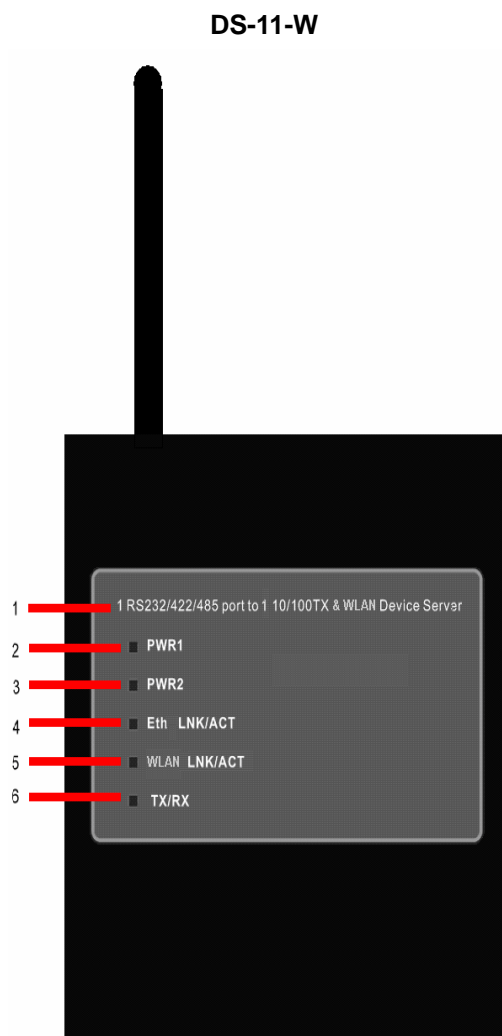 DS-11-W
1 1 RS232/422/485 port to 1 10/100TX & WLAN Device Server
2 PWR1
3 PWR2
4 Eth LNK/ACT
5 WLAN LNK/ACT
6 TX/RX